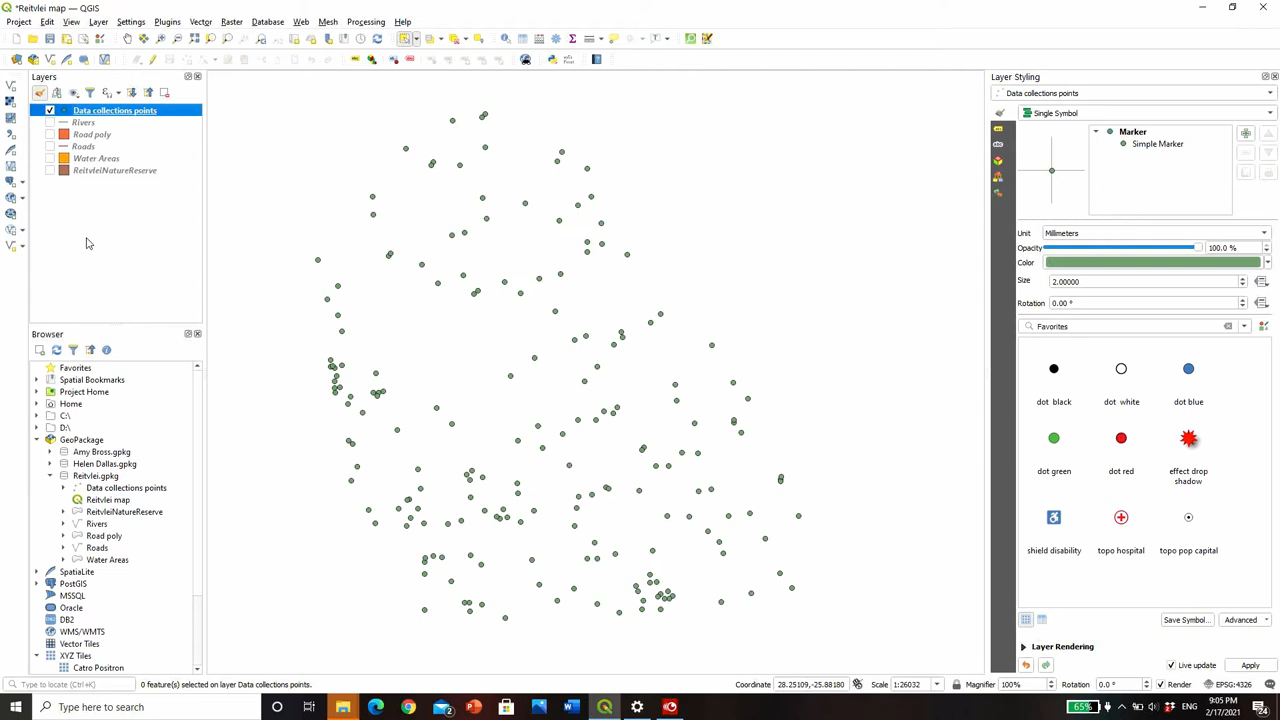 *Reitvlei map — QGIS
Project Edit View Layer Settings Plugins Vector Raster Database Web Mesh Processing Help
Layers
Data collections points
Rivers
Road poly
Roads
Water Areas
ReitvleiNatureReserve
Browser
Favorites
Spatial Bookmarks
Project Home
Home
C:\
D:\
GeoPackage
Amy Bross.gpkg
Helen Dallas.gpkg
Reitvlei.gpkg
Data collections points
Reitvlei map
ReitvleiNatureReserve
Rivers
Road poly
Roads
Water Areas
SpatiaLite
PostGIS
MSSQL
Oracle
DB2
WMS/WMTS
Vector Tiles
XYZ Tiles
Catro Positron
Layer Styling
Data collections points
Single Symbol
Marker
Simple Marker
Unit Millimeters
Opacity 100.0 %
Color
Size 2.00000
Rotation 0.00 °
Favorites
dot black dot white dot blue
dot green dot red effect drop shadow
shield disability topo hospital topo pop capital
Save Symbol... Advanced
Layer Rendering
Live update Apply
Type to locate (Ctrl+K) 0 feature(s) selected on layer Data collections points. Coordinate 28.25109,-25.88180 Scale 1:26032 Magnifier 100% Rotation 0.0 ° Render EPSG:4326
Type here to search 65% 9:05 PM
2/17/2021